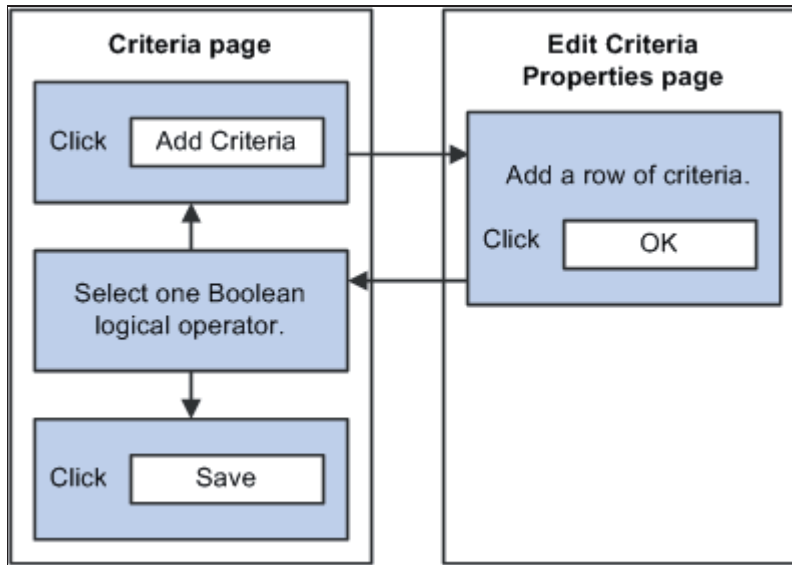 Criteria page
Click Add Criteria
Select one Boolean
logical operator.
Click Save
Edit Criteria
Properties page
Add a row of criteria.
Click OK